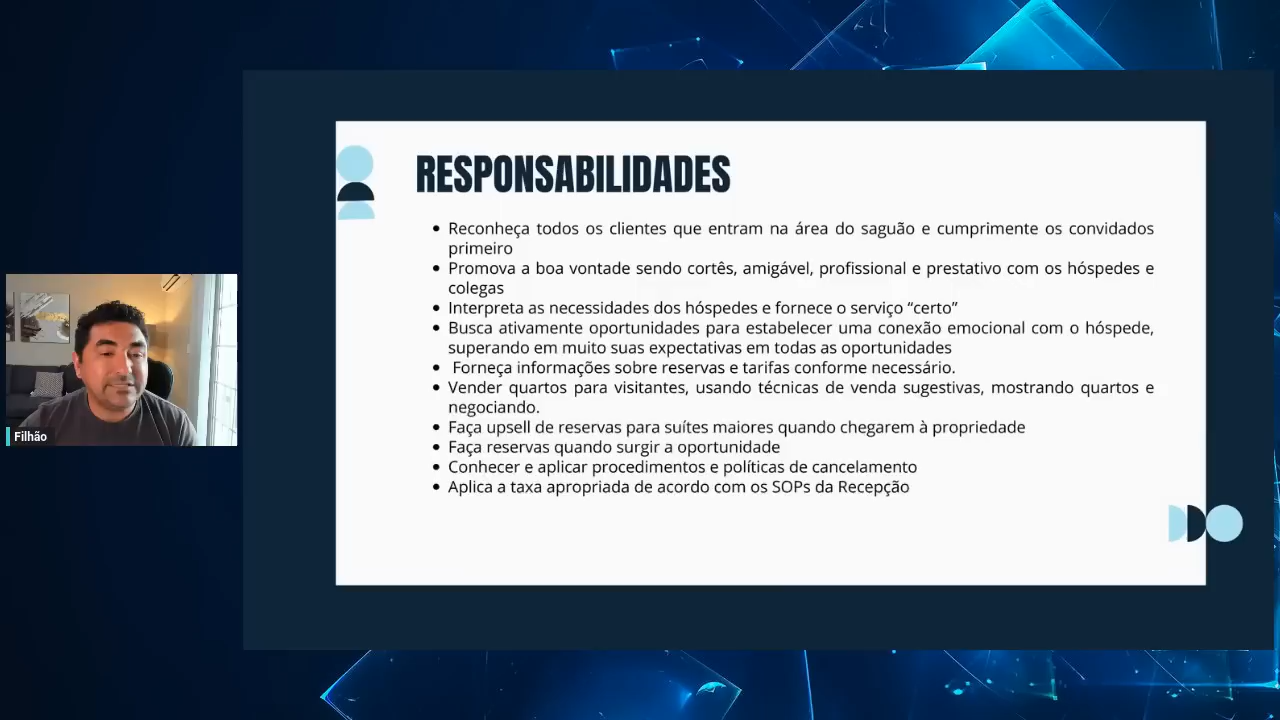 RESPONSABILIDADES
• Reconheça todos os clientes que entram na área do saguão e cumprimente os convidados
primeiro
• Promova a boa vontade sendo cortês, amigável, profissional e prestativo com os hóspedes e
colegas
• Interpreta as necessidades dos hóspedes e fornece o serviço “certo”
• Busca ativamente oportunidades para estabelecer uma conexão emocional com o hóspede,
superando em muito suas expectativas em todas as oportunidades
• Forneça informações sobre reservas e tarifas conforme necessário.
• Vender quartos para visitantes, usando técnicas de venda sugestivas, mostrando quartos e
negociando.
• Faça upsell de reservas para suítes maiores quando chegarem à propriedade
• Faça reservas quando surgir a oportunidade
• Conhecer e aplicar procedimentos e políticas de cancelamento
• Aplica a taxa apropriada de acordo com os SOPs da Recepção
Filhão